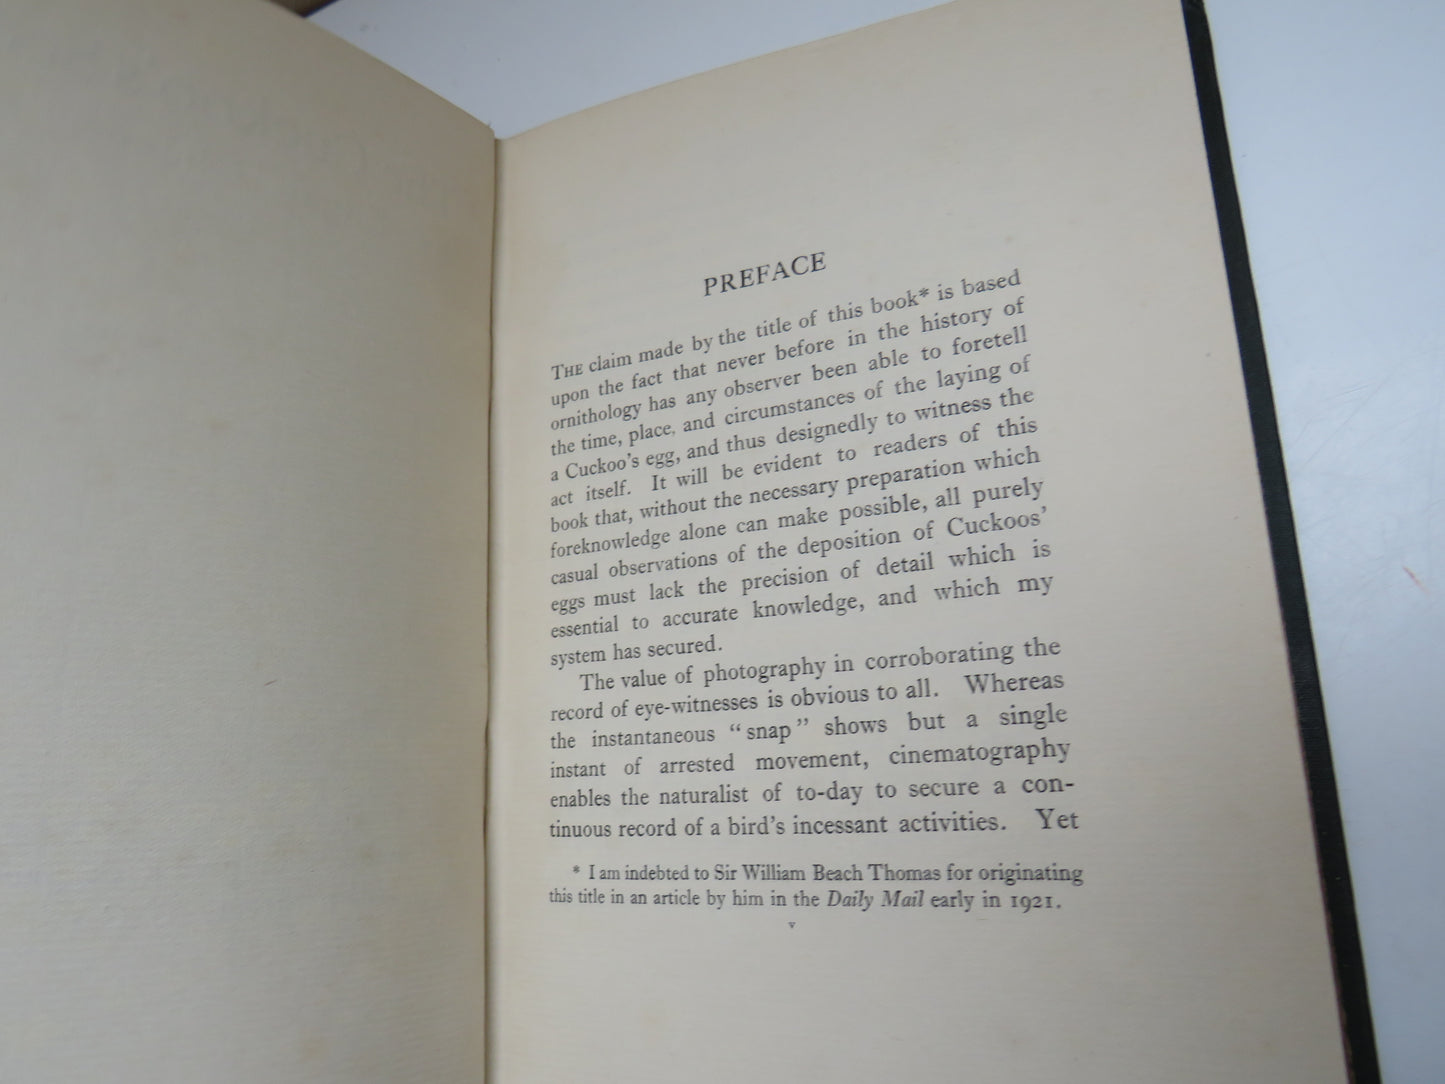 PREFACE
THE claim made by the title of this book* is based
upon the fact that never before in the history of
ornithology has any observer been able to foretell
the time, place, and circumstances of the laying of
a Cuckoo's egg, and thus designedly to witness the
act itself. It will be evident to readers of this
book that, without the necessary preparation which
foreknowledge alone can make possible, all purely
casual observations of the deposition of Cuckoos'
eggs must lack the precision of detail which is
essential to accurate knowledge, and which my
system has secured.
The value of photography in corroborating the
record of eye-witnesses is obvious to all. Whereas
the instantaneous “snap” shows but a single
instant of arrested movement, cinematography
enables the naturalist of to-day to secure a con-
tinuous record of a bird's incessant activities. Yet
* I am indebted to Sir William Beach Thomas for originating
this title in an article by him in the Daily Mail early in 1921.
v